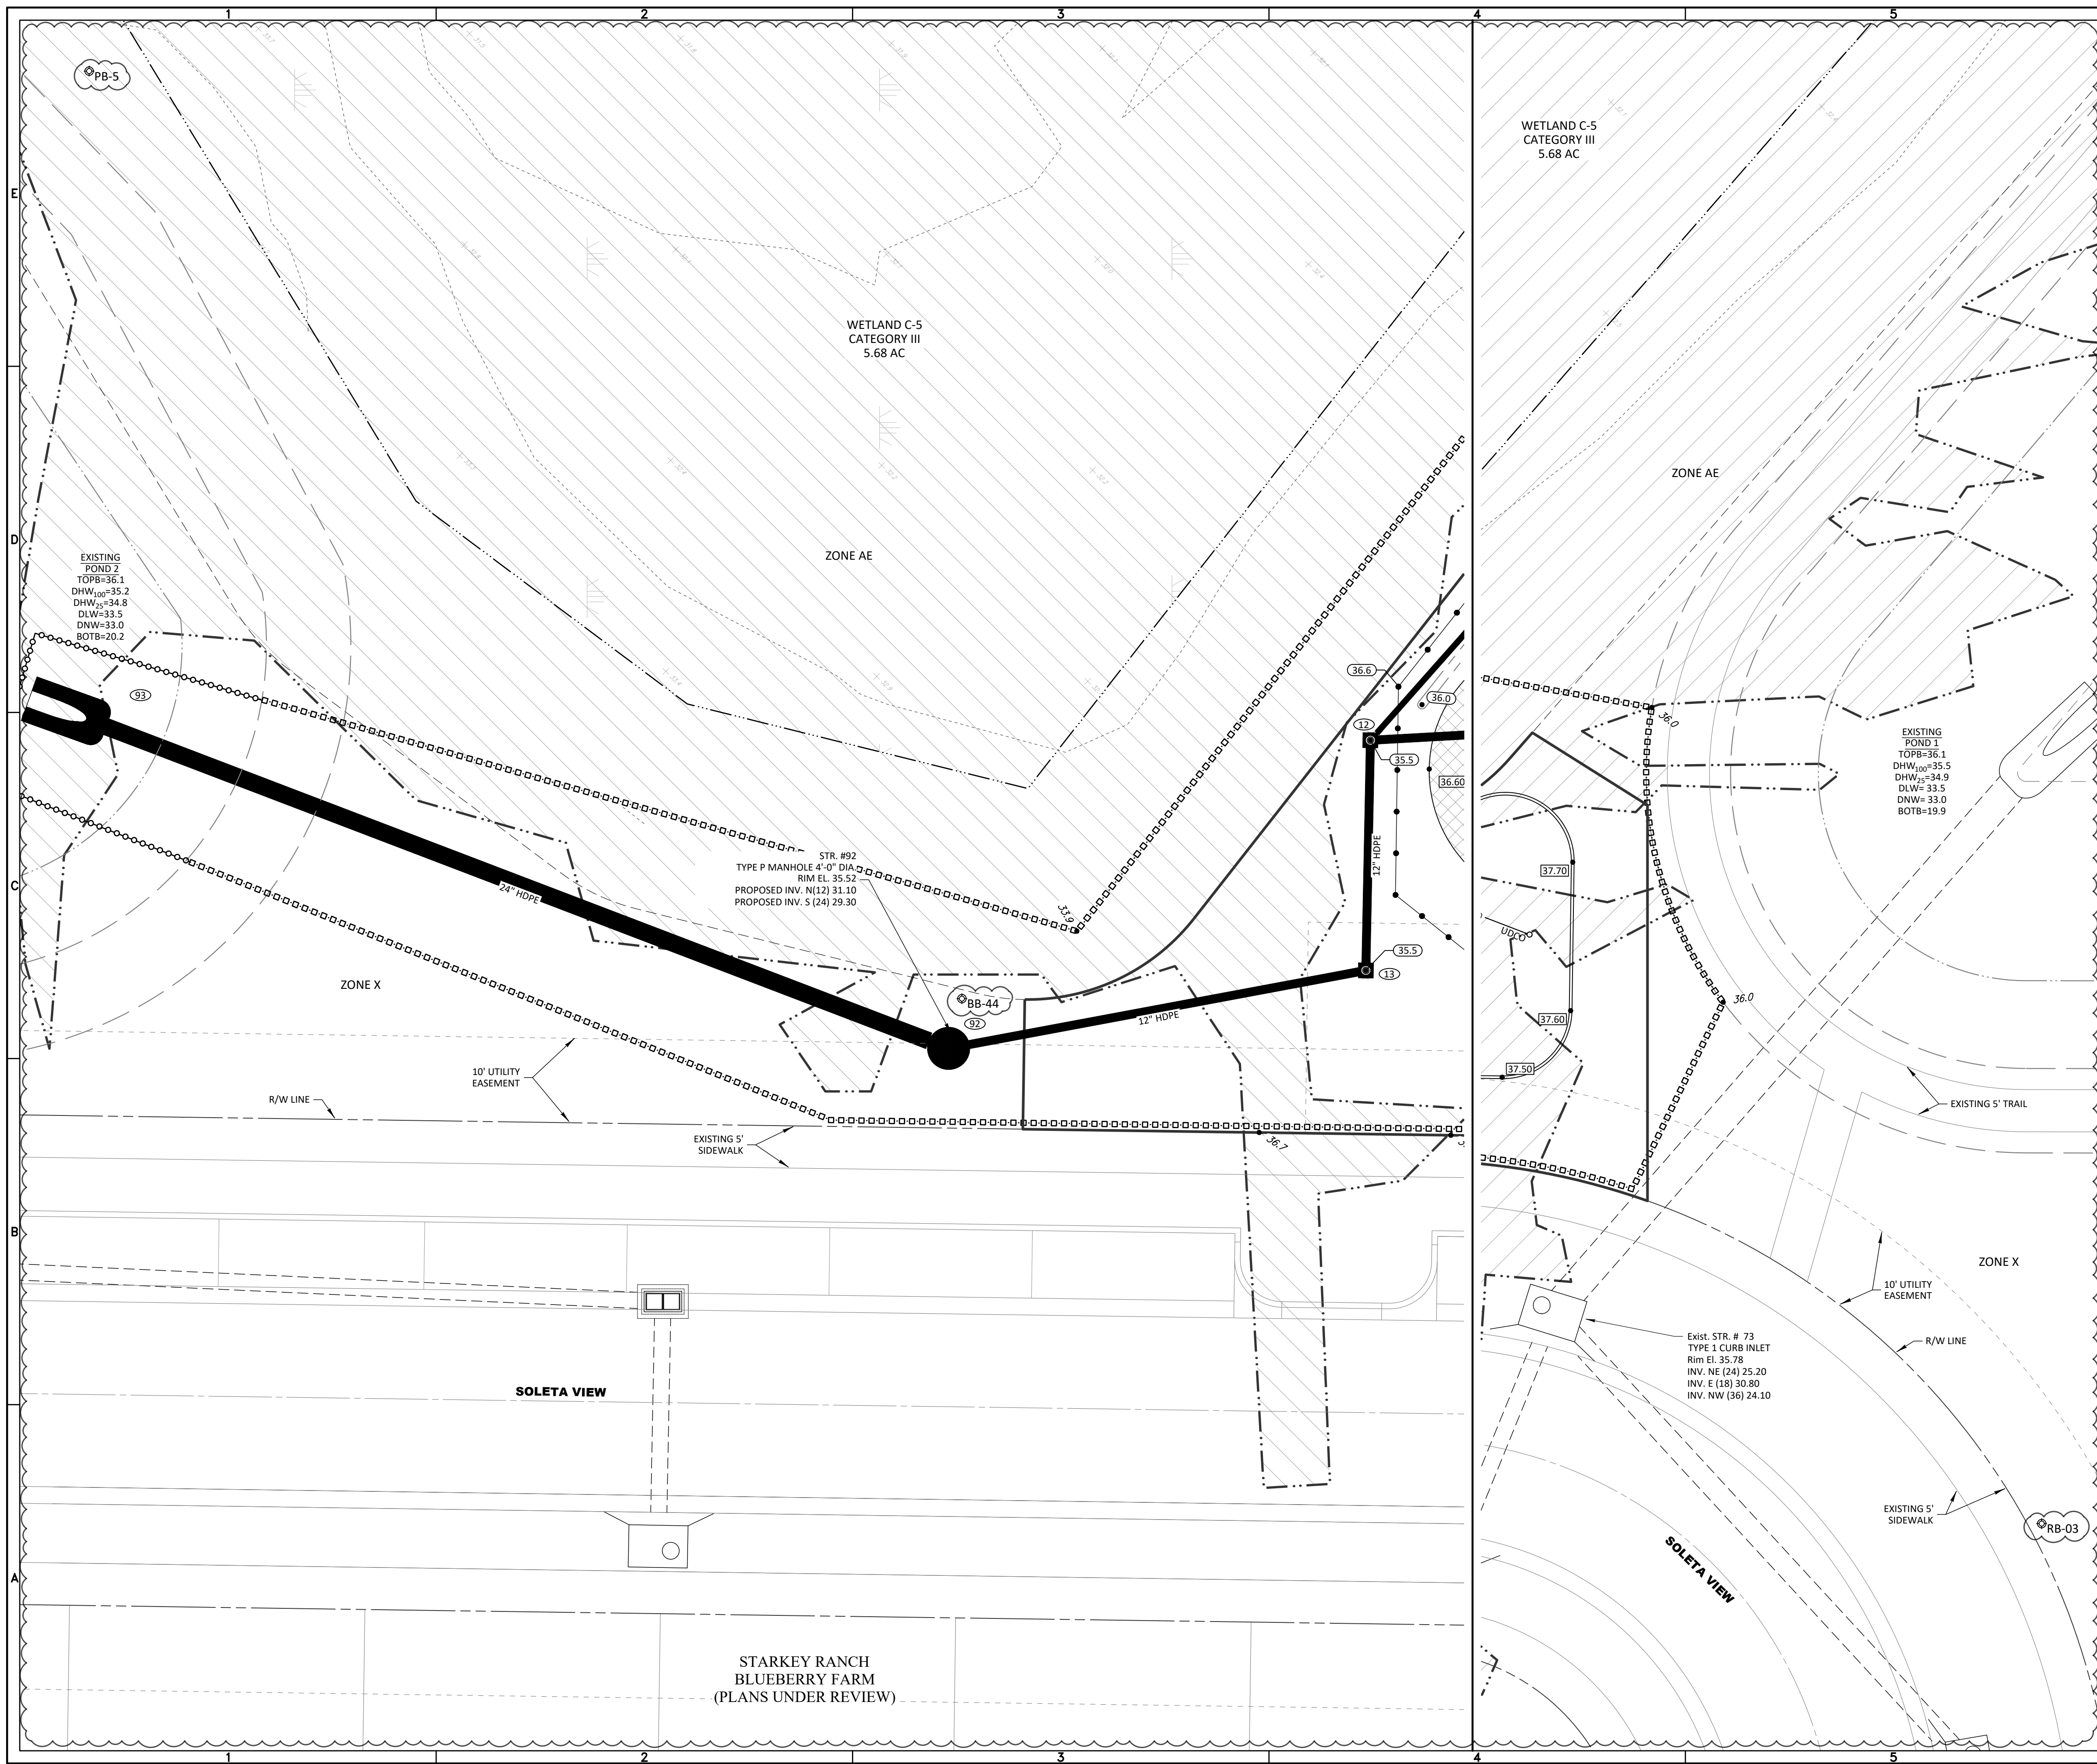 1
2
3
4
5
E
D
C
B
A
PB-5
WETLAND C-5
CATEGORY III
5.68 AC
ZONE AE
EXISTING
POND 2
TOPB=36.1
DHW100=35.2
DHW25=34.8
DLW=33.5
DNW=33.0
BOTB=20.2
93
24" HDPE
STR. #92
TYPE P MANHOLE 4'-0" DIA.
RIM EL. 35.52
PROPOSED INV. N(12) 31.10
PROPOSED INV. S (24) 29.30
33.9
36.6
36.0
12
35.5
36.60
12" HDPE
35.5
13
BB-44
92
12" HDPE
ZONE X
10' UTILITY
EASEMENT
R/W LINE
EXISTING 5'
SIDEWALK
36.7
SOLETA VIEW
STARKEY RANCH
BLUEBERRY FARM
(PLANS UNDER REVIEW)
WETLAND C-5
CATEGORY III
5.68 AC
ZONE AE
36.0
EXISTING
POND 1
TOPB=36.1
DHW100=35.5
DHW25=34.9
DLW= 33.5
DNW= 33.0
BOTB=19.9
37.70
UDCO
36.0
37.60
37.50
EXISTING 5' TRAIL
ZONE X
10' UTILITY
EASEMENT
R/W LINE
Exist. STR. # 73
TYPE 1 CURB INLET
Rim El. 35.78
INV. NE (24) 25.20
INV. E (18) 30.80
INV. NW (36) 24.10
EXISTING 5'
SIDEWALK
RB-03
SOLETA VIEW
1
2
3
4
5